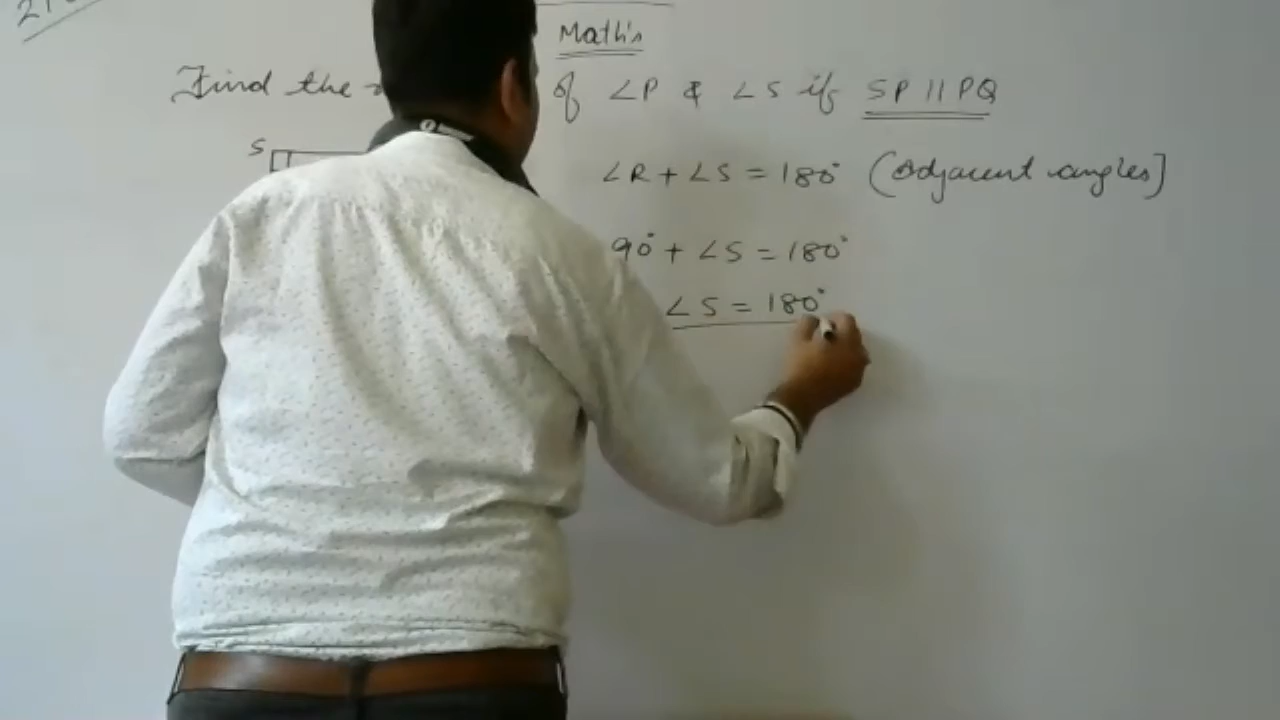 Maths
Find the of ∠P & ∠S if SP || PQ
S
∠R + ∠S = 180° (Adjacent angles]
90° + ∠S = 180°
∠S = 180°